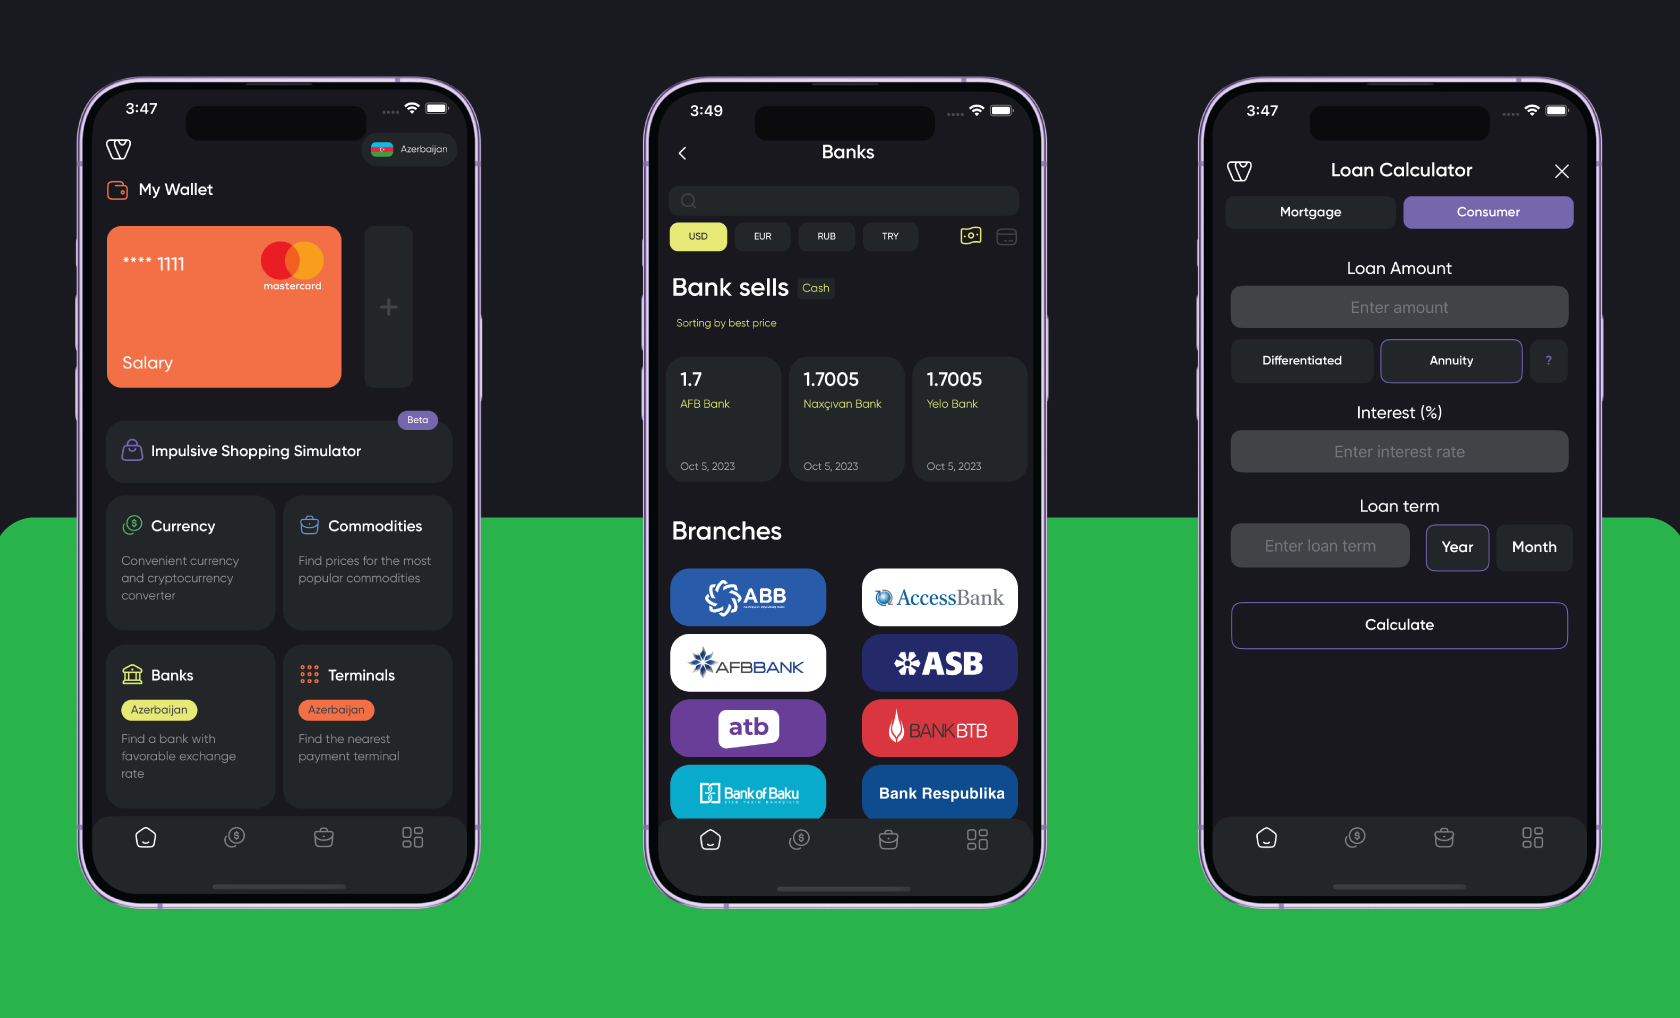 3:47
Azerbaijan
My Wallet
**** 1111
mastercard.
Salary
+
Beta
Impulsive Shopping Simulator
Currency
Convenient currency
and cryptocurrency
converter
Commodities
Find prices for the most
popular commodities
Banks
Azerbaijan
Find a bank with
favorable exchange
rate
Terminals
Azerbaijan
Find the nearest
payment terminal
3:49
Banks
USD EUR RUB TRY
Bank sells Cash
Sorting by best price
1.7
AFB Bank
Oct 5, 2023
1.7005
Naxçıvan Bank
Oct 5, 2023
1.7005
Yelo Bank
Oct 5, 2023
Branches
ABB
AccessBank
AFBBANK
ASB
atb
BANKBTB
Bank of Baku
Bank Respublika
3:47
Loan Calculator
Mortgage Consumer
Loan Amount
Enter amount
Differentiated Annuity ?
Interest (%)
Enter interest rate
Loan term
Enter loan term Year Month
Calculate